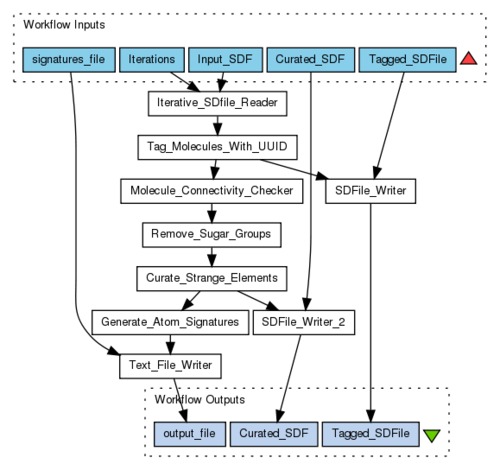 Workflow Inputs
signatures_file
Iterations
Input_SDF
Curated_SDF
Tagged_SDFile
Iterative_SDfile_Reader
Tag_Molecules_With_UUID
Molecule_Connectivity_Checker
SDFile_Writer
Remove_Sugar_Groups
Curate_Strange_Elements
Generate_Atom_Signatures
SDFile_Writer_2
Text_File_Writer
Workflow Outputs
output_file
Curated_SDF
Tagged_SDFile